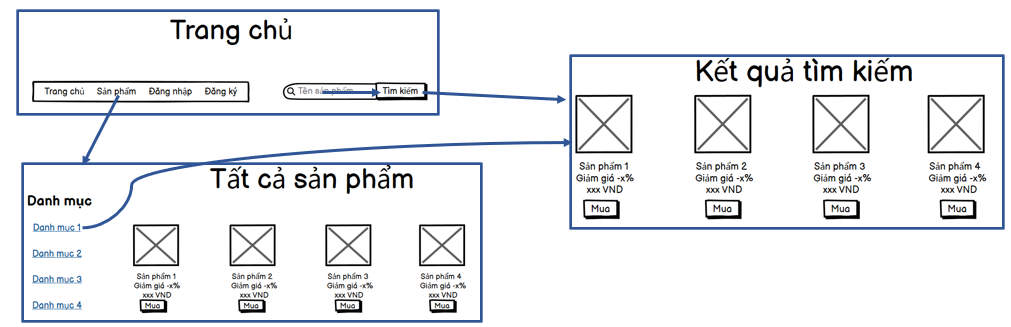 Trang chủ
Trang chủ Sản phẩm Đăng nhập Đăng ký
Tên sản phẩm Tìm kiếm
Kết quả tìm kiếm
Sản phẩm 1 Sản phẩm 2 Sản phẩm 3 Sản phẩm 4
Giảm giá -x% Giảm giá -x% Giảm giá -x% Giảm giá -x%
xxx VND xxx VND xxx VND xxx VND
Mua Mua Mua Mua
Tất cả sản phẩm
Danh mục
Danh mục 1
Danh mục 2
Danh mục 3
Danh mục 4
Sản phẩm 1 Sản phẩm 2 Sản phẩm 3 Sản phẩm 4
Giảm giá -x% Giảm giá -x% Giảm giá -x% Giảm giá -x%
xxx VND xxx VND xxx VND xxx VND
Mua Mua Mua Mua